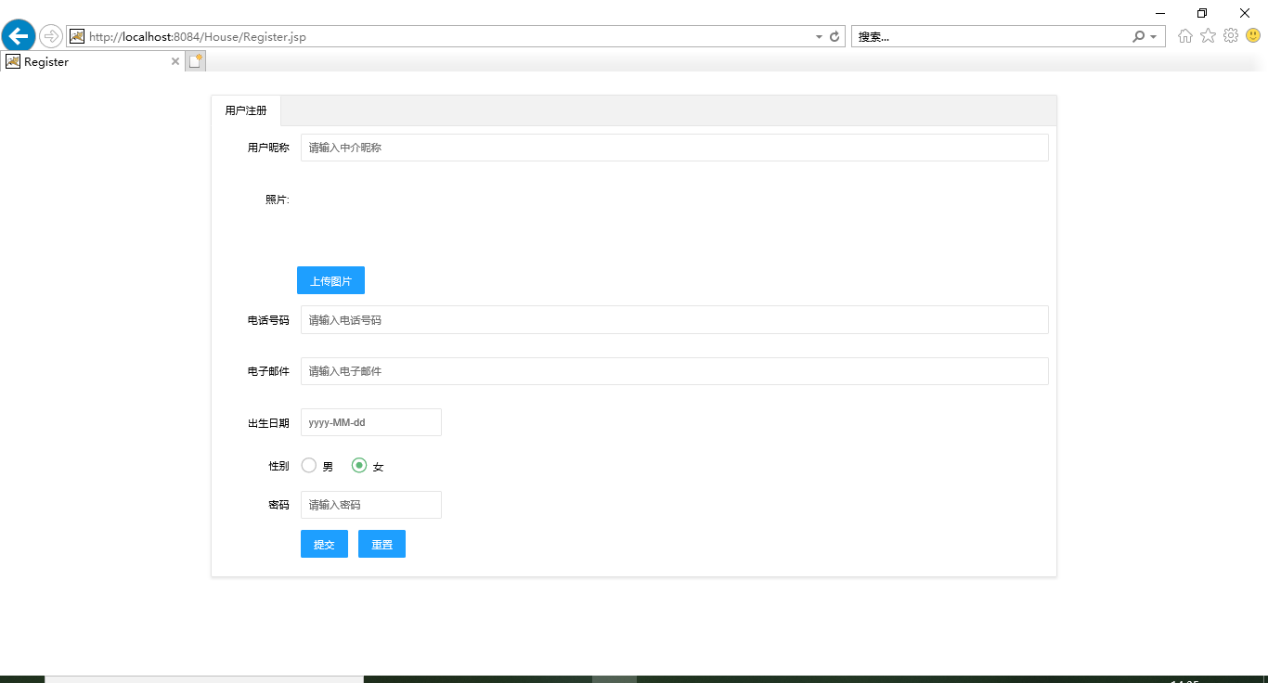 http://localhost:8084/House/Register.jsp
搜索...
Register
用户注册
用户昵称 请输入中介昵称
照片:
上传图片
电话号码 请输入电话号码
电子邮件 请输入电子邮件
出生日期 yyyy-MM-dd
性别 男 女
密码 请输入密码
提交 重置